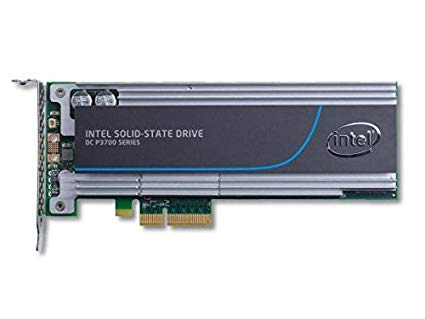 INTEL SOLID-STATE DRIVE
DC P3700 SERIES
intel